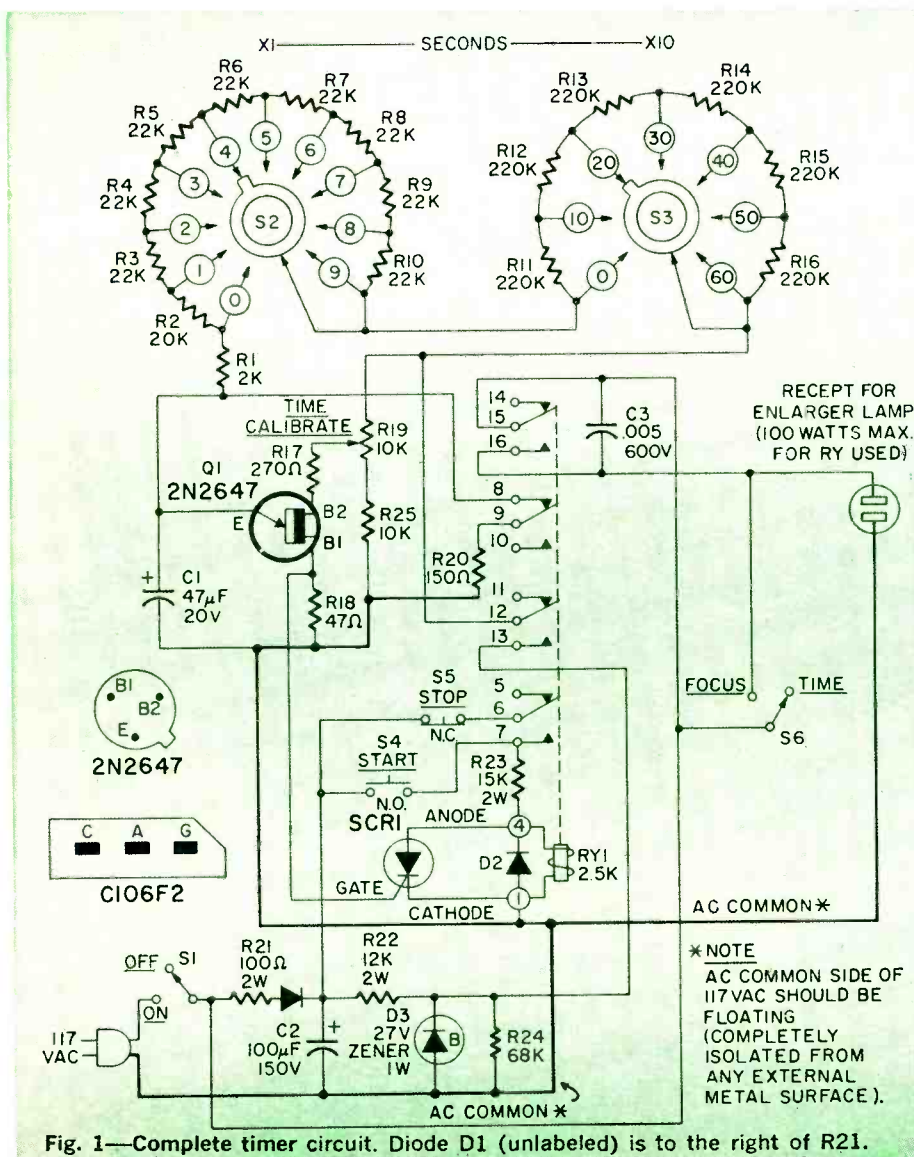 X1 SECONDS X10
R6
22K
R7
22K
R5
22K
R8
22K
R4
22K
R9
22K
R3
22K
R10
22K
R2
20K
0
1
2
3
4
5
6
7
8
9
S2
R1
2K
R13
220K
R14
220K
R12
220K
R15
220K
R11
220K
R16
220K
0
10
20
30
40
50
60
S3
TIME
CALIBRATE
R17
270Ω
R19
10K
Q1
2N2647
E
B2
B1
R25
10K
C1
47µF
20V
+
R18
47Ω
R20
150Ω
14
15
16
8
9
10
11
12
13
5
6
7
C3
.005
600V
RECEPT FOR
ENLARGER LAMP
(100 WATTS MAX.
FOR RY USED)
FOCUS
TIME
S6
B1
B2
E
2N2647
S5
STOP
N.C.
S4
START
N.O.
R23
15K
2W
SCR1
ANODE
4
D2
RY1
2.5K
GATE
CATHODE
1
C A G
C106F2
AC COMMON*
OFF
S1
ON
R21
100Ω
2W
R22
12K
2W
117
VAC
C2
100µF
150V
+
D3
27V
ZENER
1W
B
R24
68K
AC COMMON*
*NOTE
AC COMMON SIDE OF
117VAC SHOULD BE
FLOATING
(COMPLETELY
ISOLATED FROM
ANY EXTERNAL
METAL SURFACE).
Fig. 1—Complete timer circuit. Diode D1 (unlabeled) is to the right of R21.